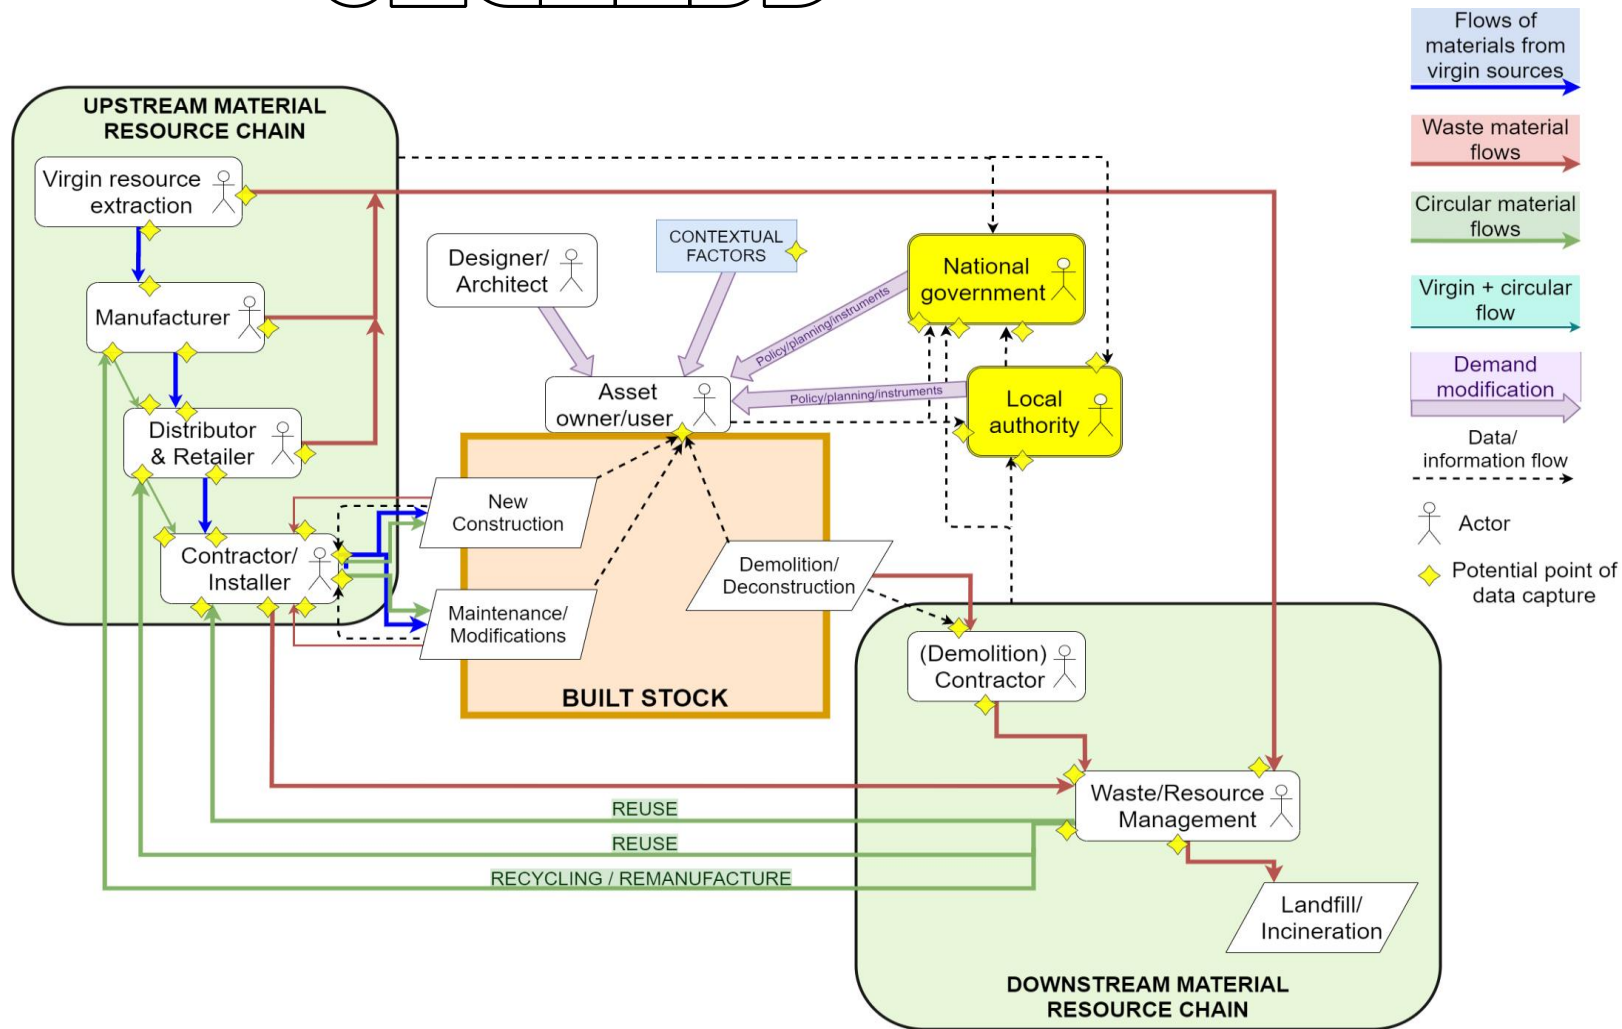 UPSTREAM MATERIAL
RESOURCE CHAIN
Virgin resource
extraction
Manufacturer
Distributor
& Retailer
Contractor/
Installer
Designer/
Architect
CONTEXTUAL
FACTORS
National
government
Policy/planning/instruments
Asset
owner/user
Policy/planning/instruments
Local
authority
New
Construction
Demolition/
Deconstruction
Maintenance/
Modifications
BUILT STOCK
(Demolition)
Contractor
Waste/Resource
Management
REUSE
REUSE
RECYCLING / REMANUFACTURE
Landfill/
Incineration
DOWNSTREAM MATERIAL
RESOURCE CHAIN
Flows of
materials from
virgin sources
Waste material
flows
Circular material
flows
Virgin + circular
flow
Demand
modification
Data/
information flow
Actor
Potential point of
data capture